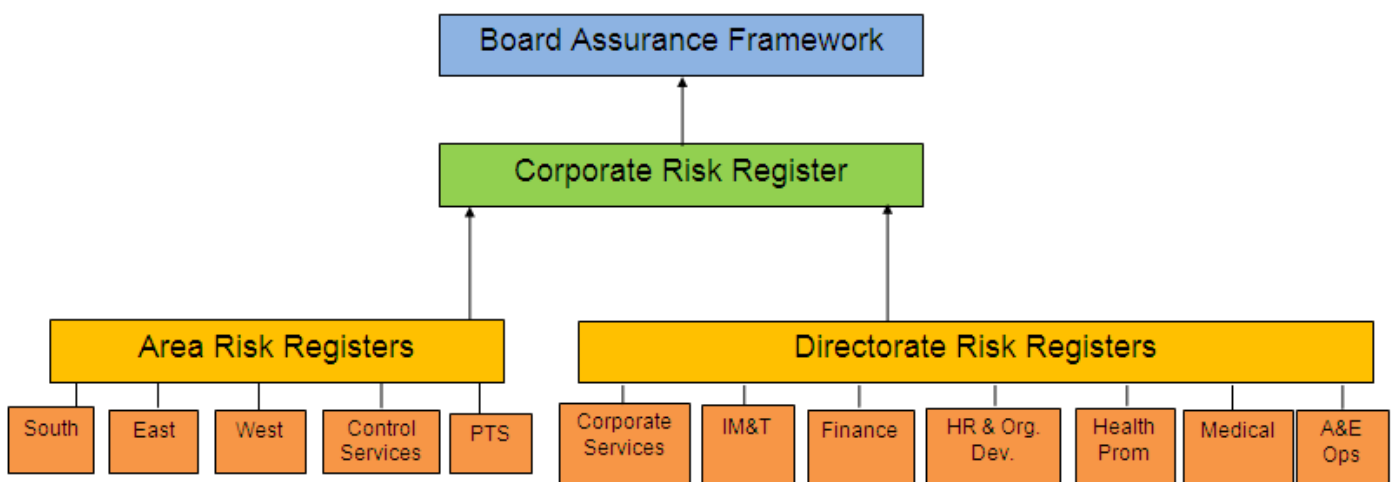 Board Assurance Framework
Corporate Risk Register
Area Risk Registers
Directorate Risk Registers
South
East
West
Control
Services
PTS
Corporate
Services
IM&T
Finance
HR & Org.
Dev.
Health
Prom
Medical
A&E
Ops